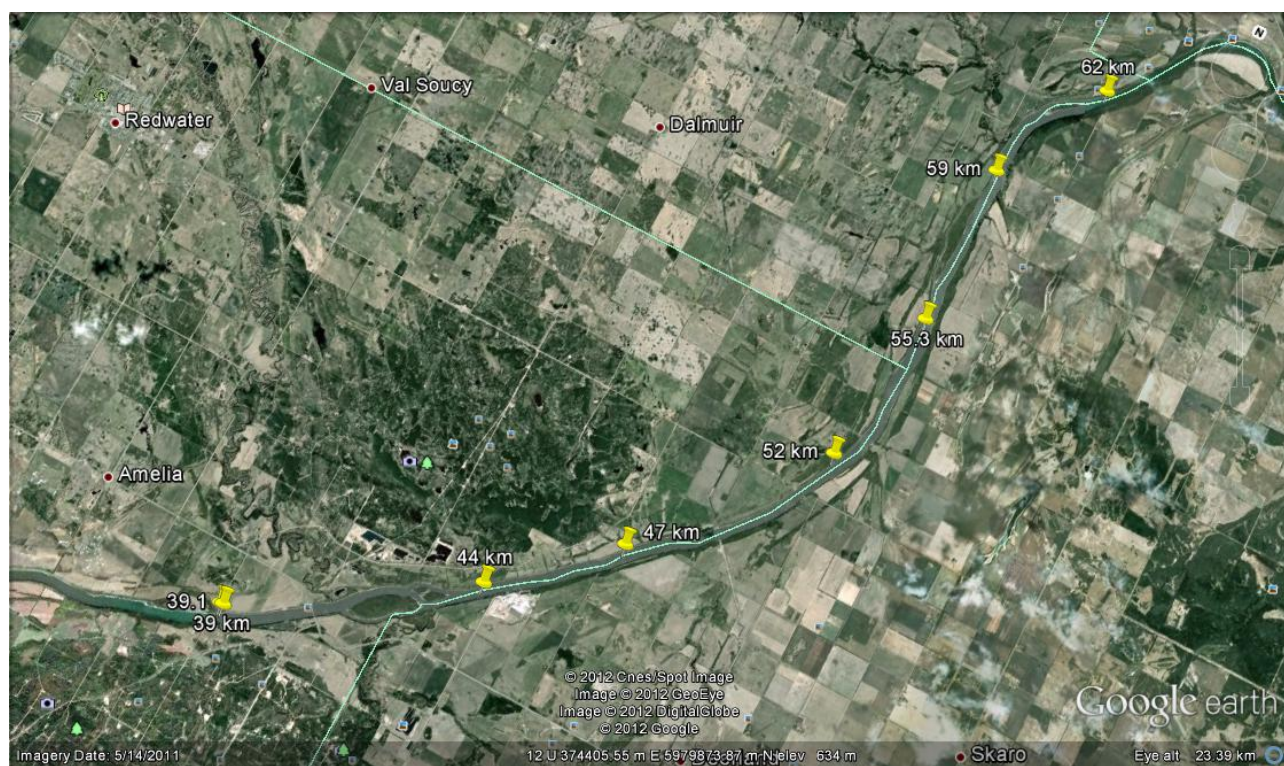 N
62 km
Val Soucy
Redwater
Dalmuir
59 km
55.3 km
52 km
Amelia
47 km
44 km
39.1
39 km
© 2012 Cnes/Spot Image
Image © 2012 GeoEye
Image © 2012 DigitalGlobe
© 2012 Google
Google earth
Imagery Date: 5/14/2011
12 U 374405.55 m E 5979873.87 m N elev 634 m
Skaro
Eye alt 23.39 km